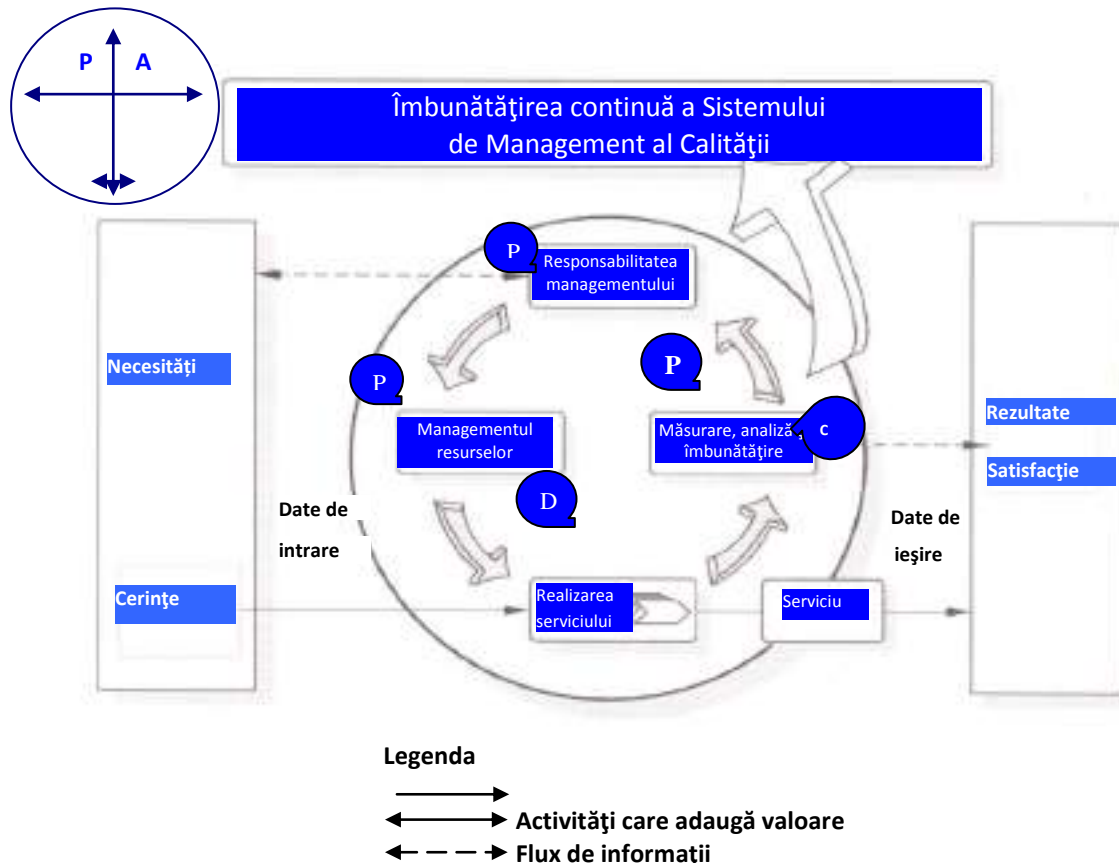 P A
Îmbunătăţirea continuă a Sistemului
de Management al Calităţii
P
Responsabilitatea
managementului
Necesităţi
P
P
Managementul
resurselor
Măsurare, analiză
îmbunătăţire
c
Rezultate
Satisfacţie
D
Date de
intrare
Date de
ieşire
Cerinţe
Realizarea
serviciului
Serviciu
Legenda
Activităţi care adaugă valoare
Flux de informaţii